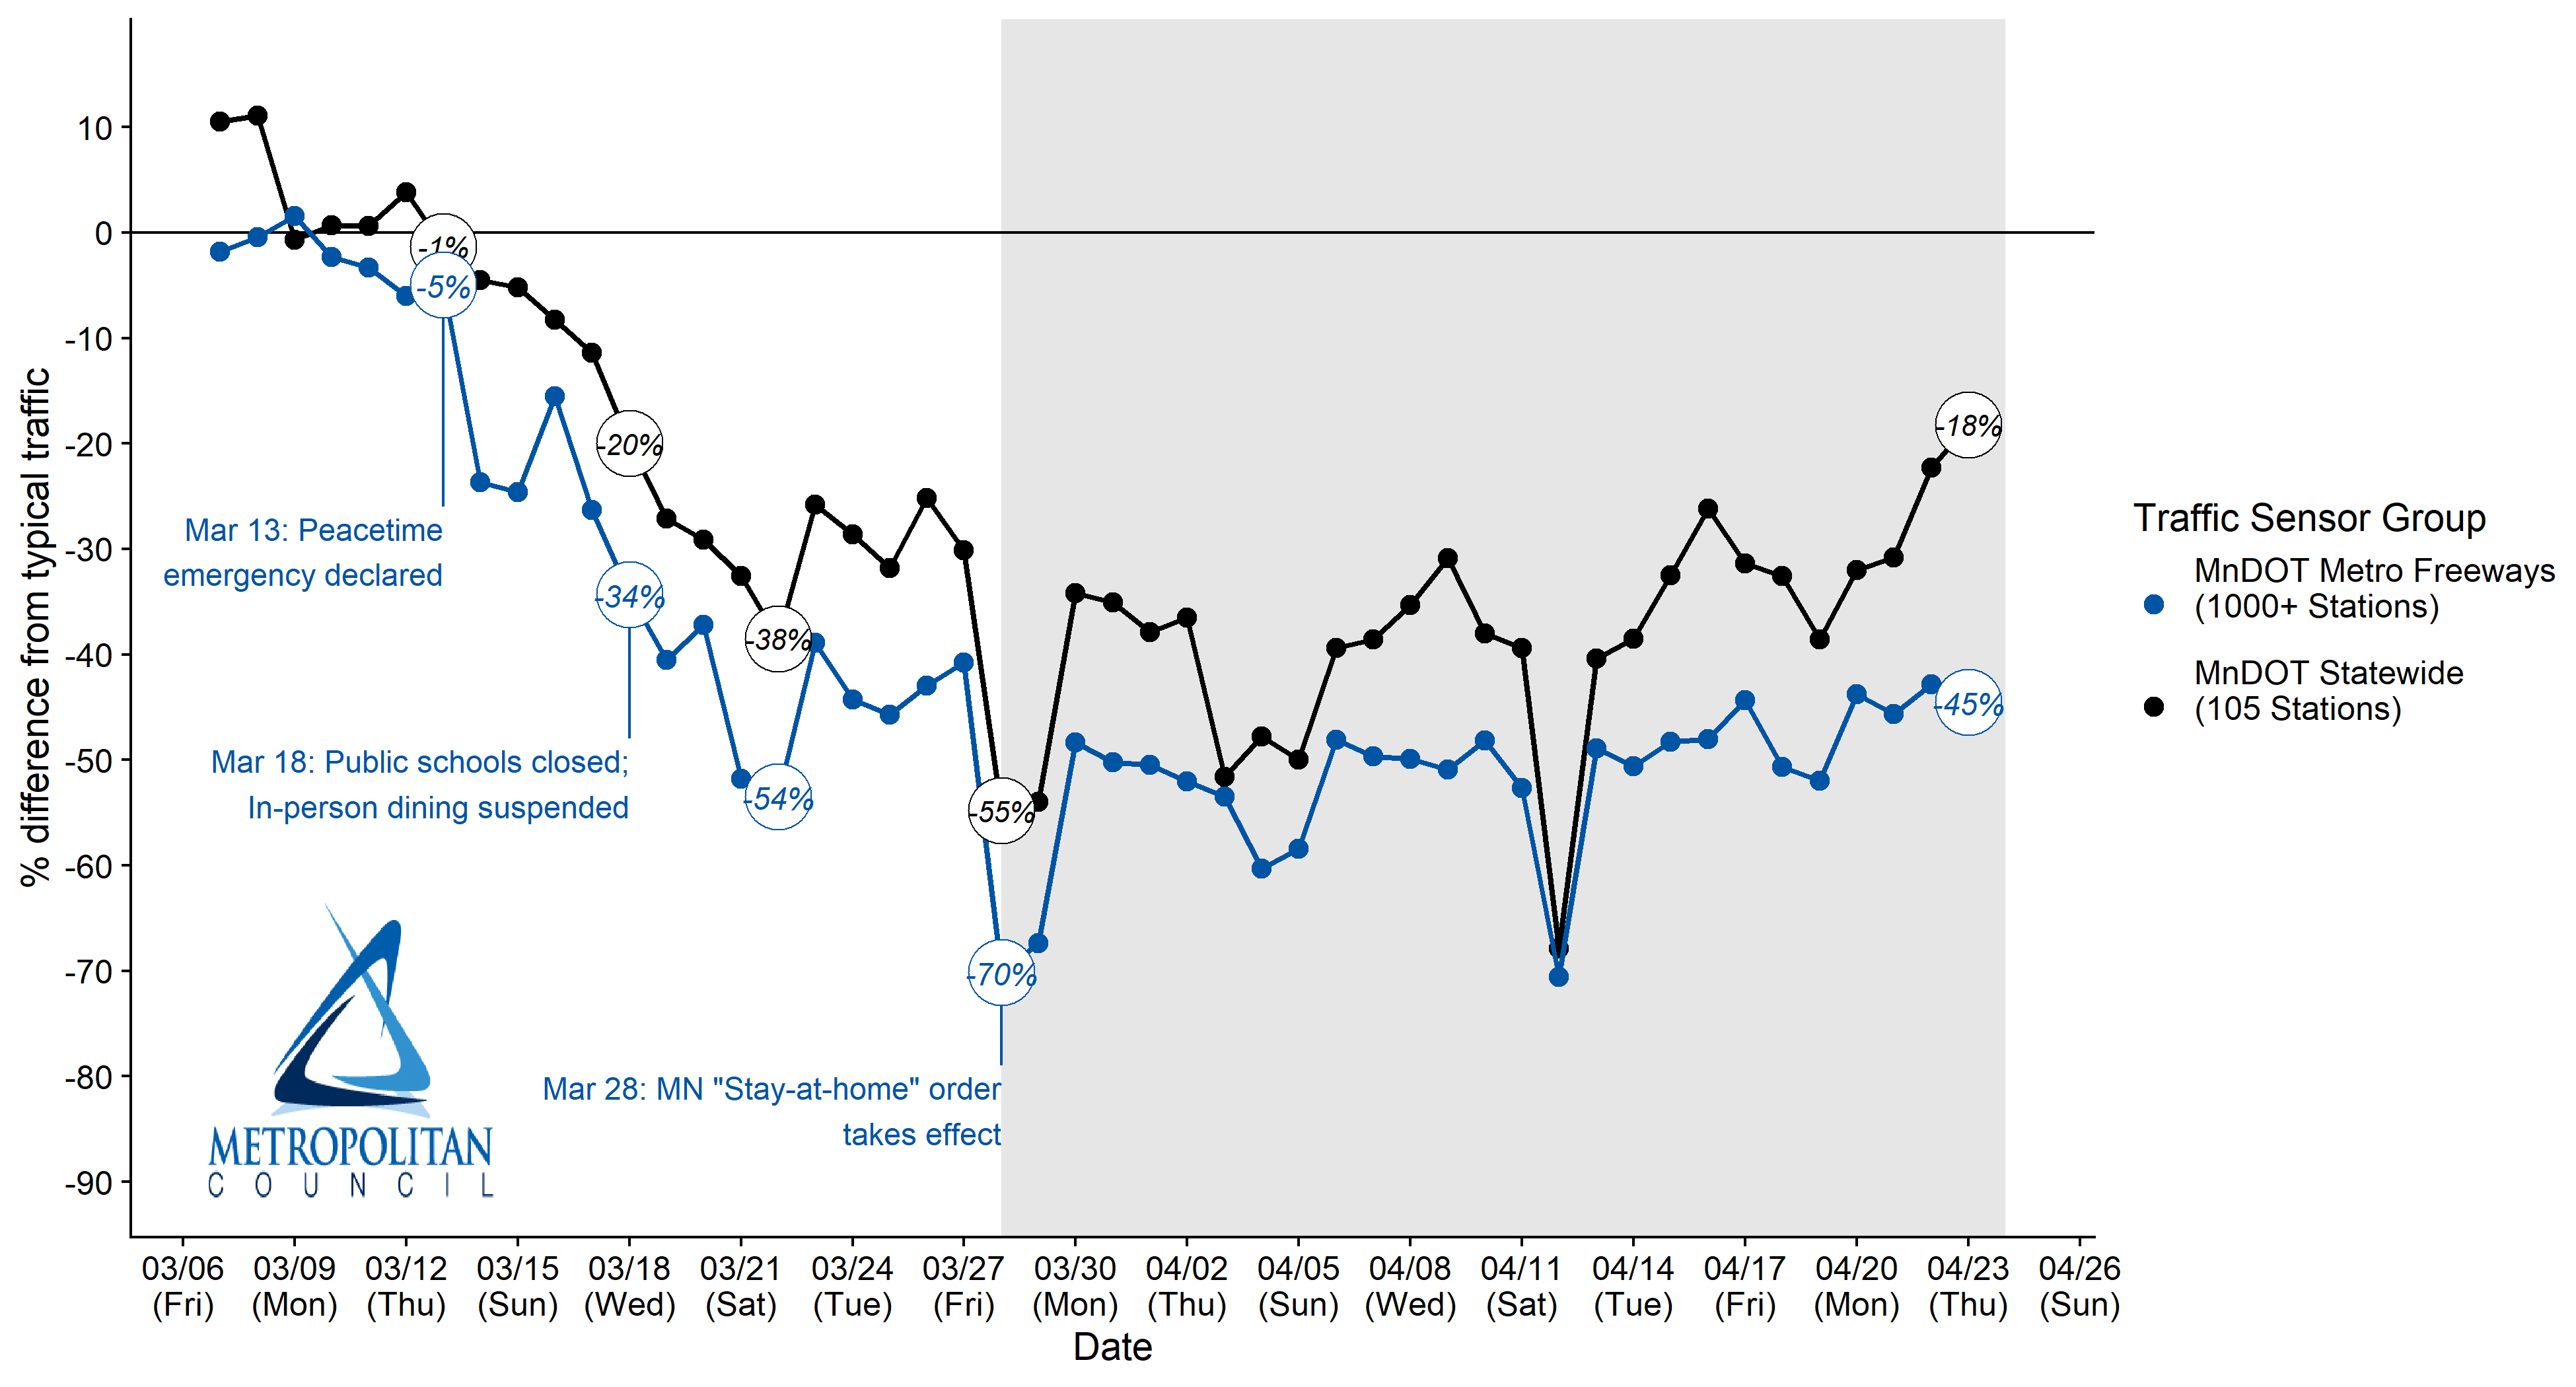 % difference from typical traffic
10
0
-10
-20
-30
-40
-50
-60
-70
-80
-90
-1%
-5%
-20%
-34%
-38%
-54%
-55%
-70%
-18%
-45%
Mar 13: Peacetime
emergency declared
Mar 18: Public schools closed;
In-person dining suspended
Mar 28: MN "Stay-at-home" order
takes effect
METROPOLITAN
COUNCIL
03/06 03/09 03/12 03/15 03/18 03/21 03/24 03/27 03/30 04/02 04/05 04/08 04/11 04/14 04/17 04/20 04/23 04/26
(Fri) (Mon) (Thu) (Sun) (Wed) (Sat) (Tue) (Fri) (Mon) (Thu) (Sun) (Wed) (Sat) (Tue) (Fri) (Mon) (Thu) (Sun)
Date
Traffic Sensor Group
MnDOT Metro Freeways
(1000+ Stations)
MnDOT Statewide
(105 Stations)